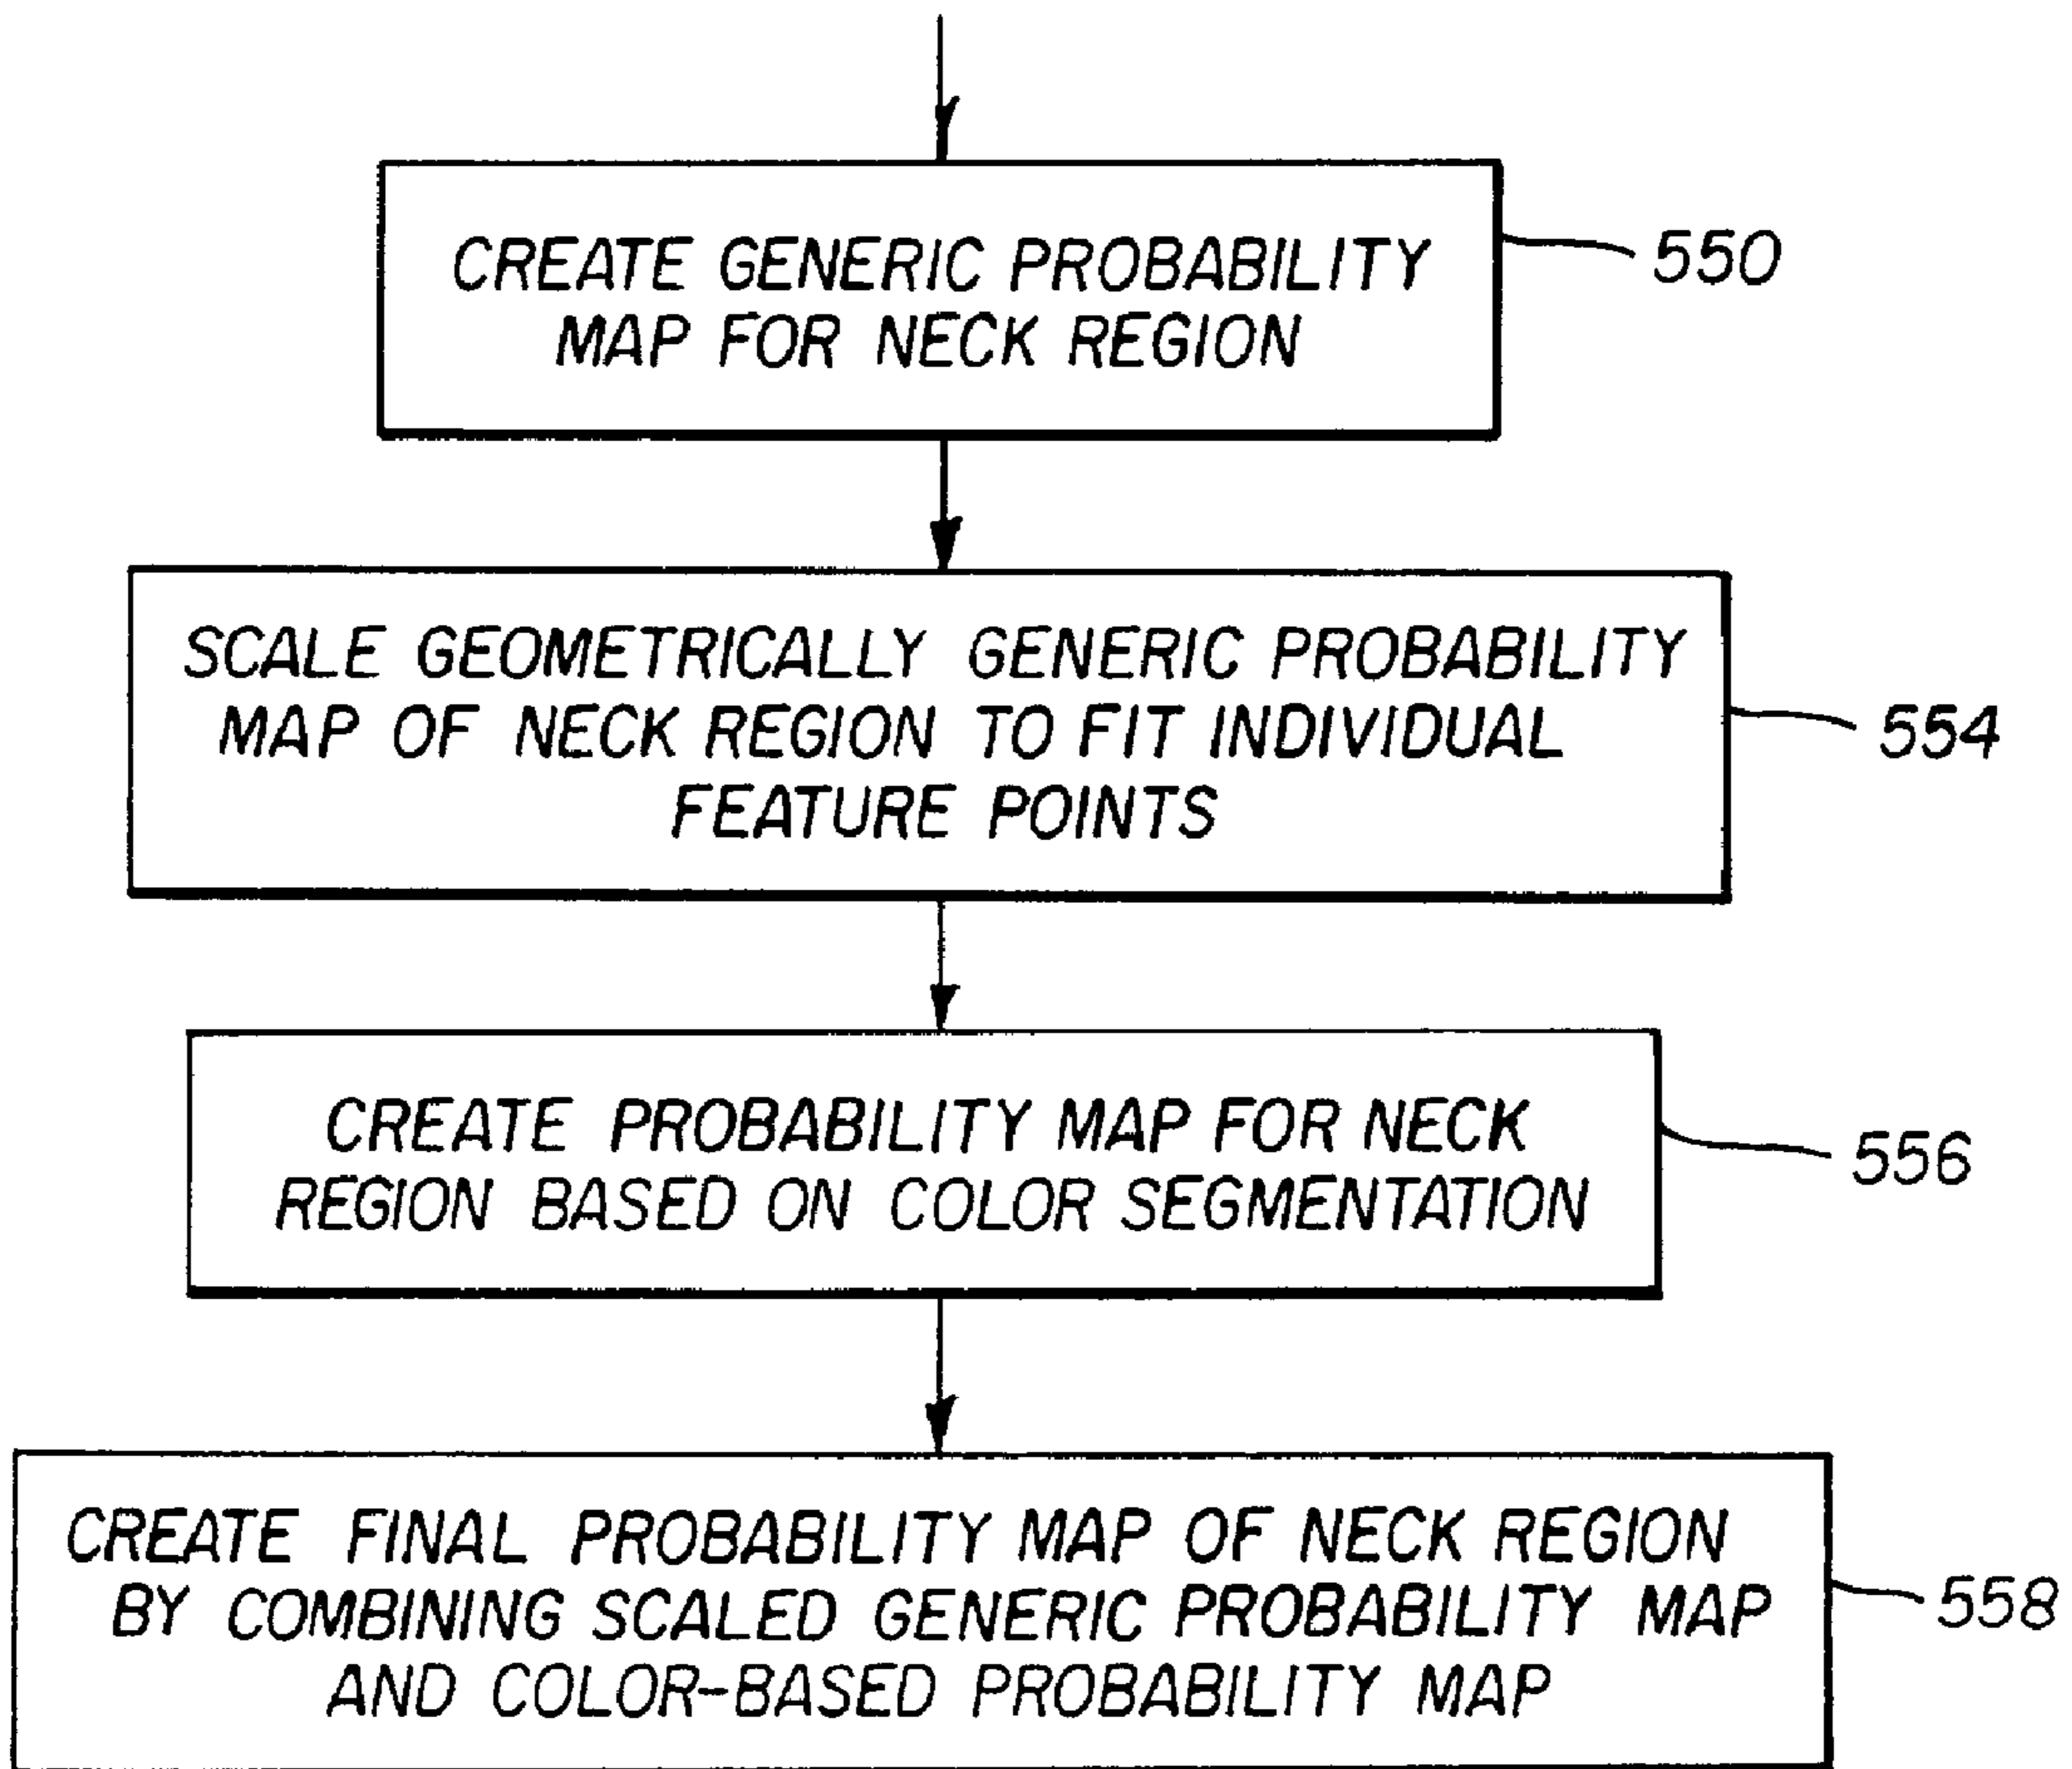 CREATE GENERIC PROBABILITY
MAP FOR NECK REGION
550
SCALE GEOMETRICALLY GENERIC PROBABILITY
MAP OF NECK REGION TO FIT INDIVIDUAL
FEATURE POINTS
554
CREATE PROBABILITY MAP FOR NECK
REGION BASED ON COLOR SEGMENTATION
556
CREATE FINAL PROBABILITY MAP OF NECK REGION
BY COMBINING SCALED GENERIC PROBABILITY MAP
AND COLOR-BASED PROBABILITY MAP
558